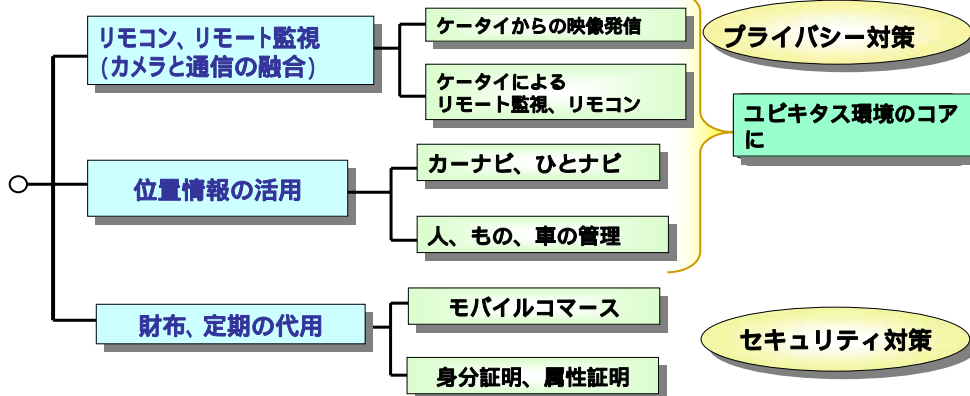 リモコン、リモート監視
(カメラと通信の融合)
ケータイからの映像発信
ケータイによる
リモート監視、リモコン
プライバシー対策
ユビキタス環境のコア
に
位置情報の活用
カーナビ、ひとナビ
人、もの、車の管理
財布、定期の代用
モバイルコマース
身分証明、属性証明
セキュリティ対策